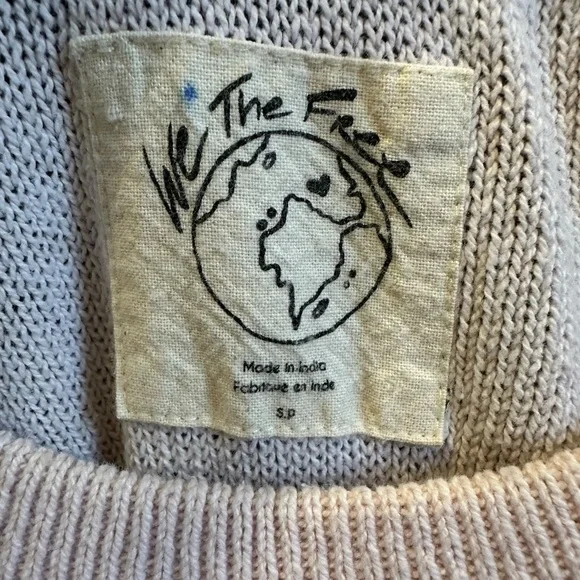 We The Free
Made in India
Fabriqué en Inde
S.P